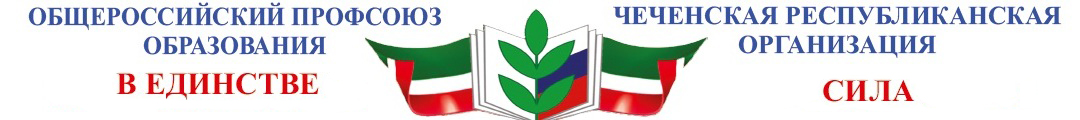 ОБЩЕРОССИЙСКИЙ ПРОФСОЮЗ
ОБРАЗОВАНИЯ
В ЕДИНСТВЕ
ЧЕЧЕНСКАЯ РЕСПУБЛИКАНСКАЯ
ОРГАНИЗАЦИЯ
СИЛА